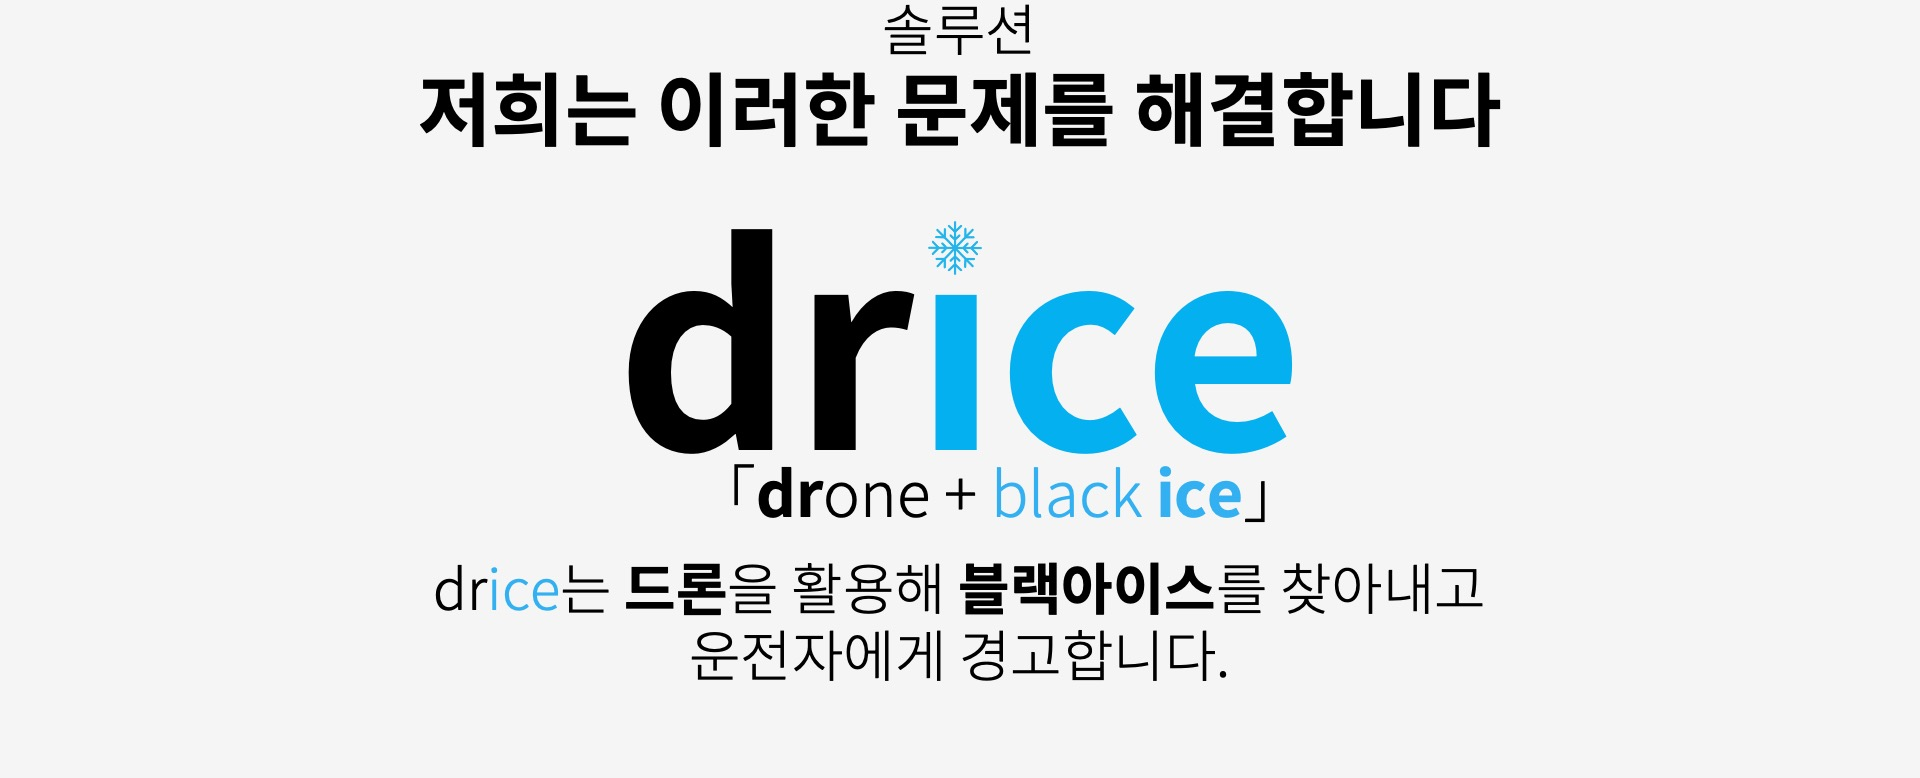 솔루션
저희는 이러한 문제를 해결합니다
drice
「drone + black ice」
drice는 드론을 활용해 블랙아이스를 찾아내고
운전자에게 경고합니다.